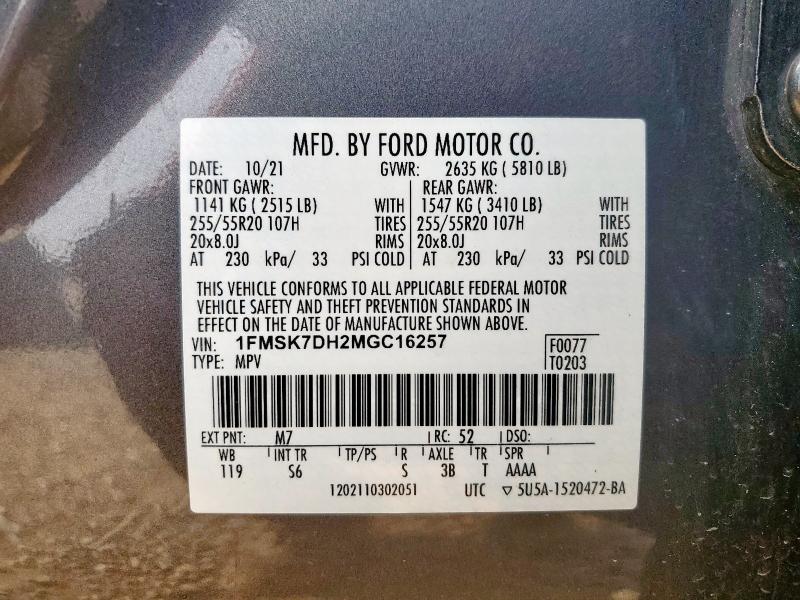 MFD. BY FORD MOTOR CO.
DATE: 10/21 GVWR: 2635 KG ( 5810 LB)
FRONT GAWR: REAR GAWR:
1141 KG ( 2515 LB) WITH 1547 KG ( 3410 LB) WITH
255/55R20 107H TIRES 255/55R20 107H TIRES
20x8.0J RIMS 20x8.0J RIMS
AT 230 kPa/ 33 PSI COLD AT 230 kPa/ 33 PSI COLD
THIS VEHICLE CONFORMS TO ALL APPLICABLE FEDERAL MOTOR
VEHICLE SAFETY AND THEFT PREVENTION STANDARDS IN
EFFECT ON THE DATE OF MANUFACTURE SHOWN ABOVE.
VIN: 1FMSK7DH2MGC16257 F0077
TYPE: MPV T0203
EXT PNT: M7 RC: 52 DSO:
WB INT TR TP/PS R AXLE TR SPR
119 S6 S 3B T AAAA
1202110302051 UTC ▽ 5U5A-1520472-BA